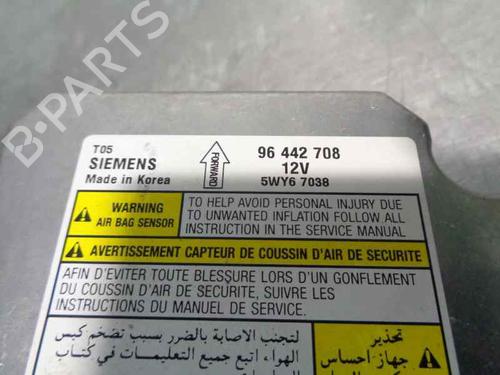 B-PARTS
T05
SIEMENS
Made in Korea
FORWARD
96 442 708
12V
5WY6 7038
WARNING
AIR BAG SENSOR
TO HELP AVOID PERSONAL INJURY DUE
TO UNWANTED INFLATION FOLLOW ALL
INSTRUCTION IN THE SERVICE MANUAL
AVERTISSEMENT CAPTEUR DE COUSSIN D'AIR DE SECURITE
AFIN D'EVITER TOUTE BLESSURE LORS D'UN GONFLEMENT
DU COUSSIN D'AIR DE SECURITE, SUIVRE LES
INSTRUCTIONS DU MANUEL DE SERVICE.
تحذير
جهاز احساس
لتجنب الاصابة بالضرر بسبب تضخم كيس
الهواء اتبع جميع التعليمات في كتاب